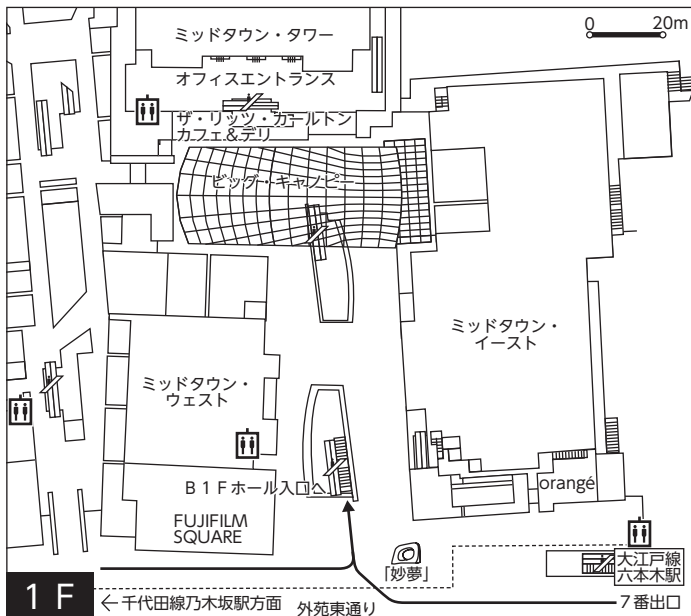 ミッドタウン・タワー
0 20m
オフィスエントランス
ザ・リッツ・カールトン
カフェ&デリ
ビッグ・キャノピー
ミッドタウン・
イースト
ミッドタウン・
ウェスト
B1Fホール入口へ
orangé
FUJIFILM
SQUARE
「妙夢」
大江戸線
六本木駅
1F
←千代田線乃木坂駅方面
外苑東通り
7番出口